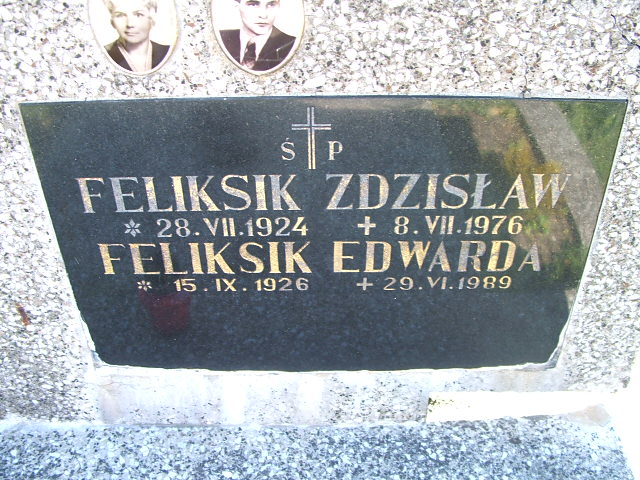 Ś P
FELIKSIK ZDZISŁAW
* 28.VII.1924 + 8.VII.1976
FELIKSIK EDWARDA
* 15.IX.1926 + 29.VI.1989